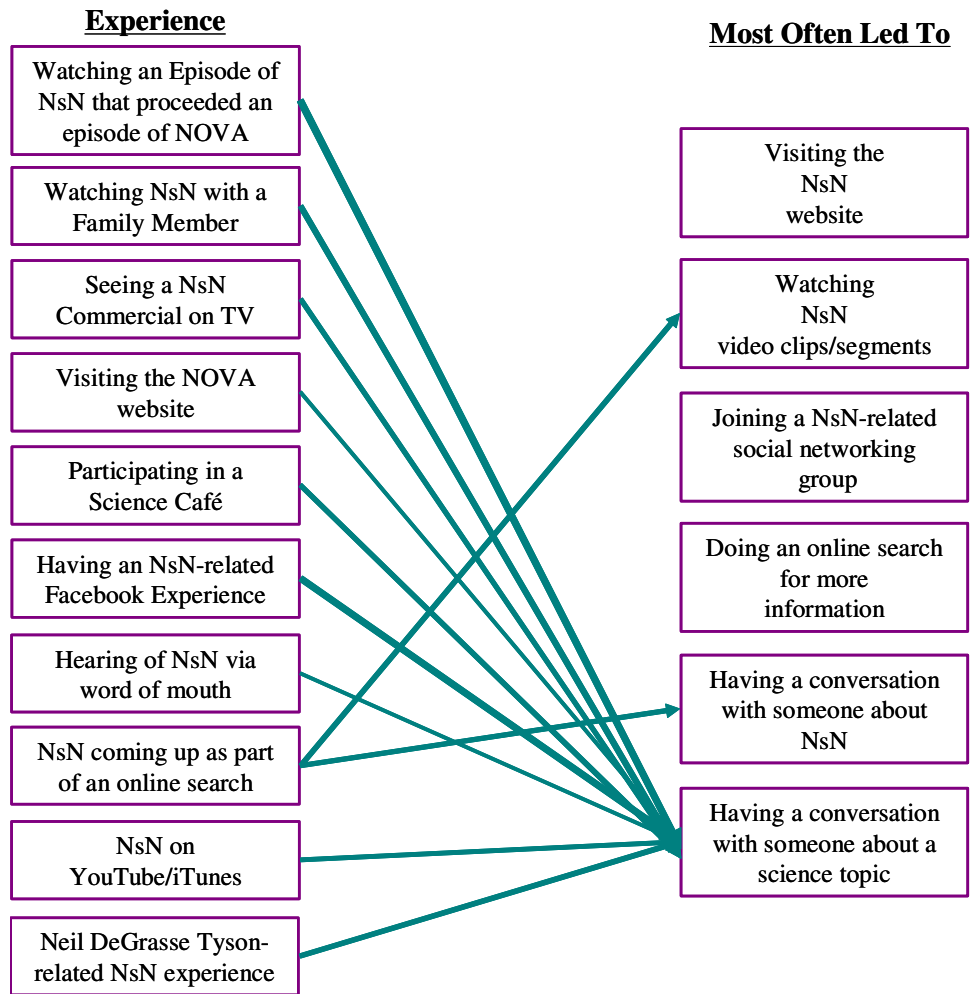 Experience
Watching an Episode of
NsN that proceeded an
episode of NOVA
Watching NsN with a
Family Member
Seeing a NsN
Commercial on TV
Visiting the NOVA
website
Participating in a
Science Café
Having an NsN-related
Facebook Experience
Hearing of NsN via
word of mouth
NsN coming up as part
of an online search
NsN on
YouTube/iTunes
Neil DeGrasse Tyson-
related NsN experience
Most Often Led To
Visiting the
NsN
website
Watching
NsN
video clips/segments
Joining a NsN-related
social networking
group
Doing an online search
for more
information
Having a conversation
with someone about
NsN
Having a conversation
with someone about a
science topic